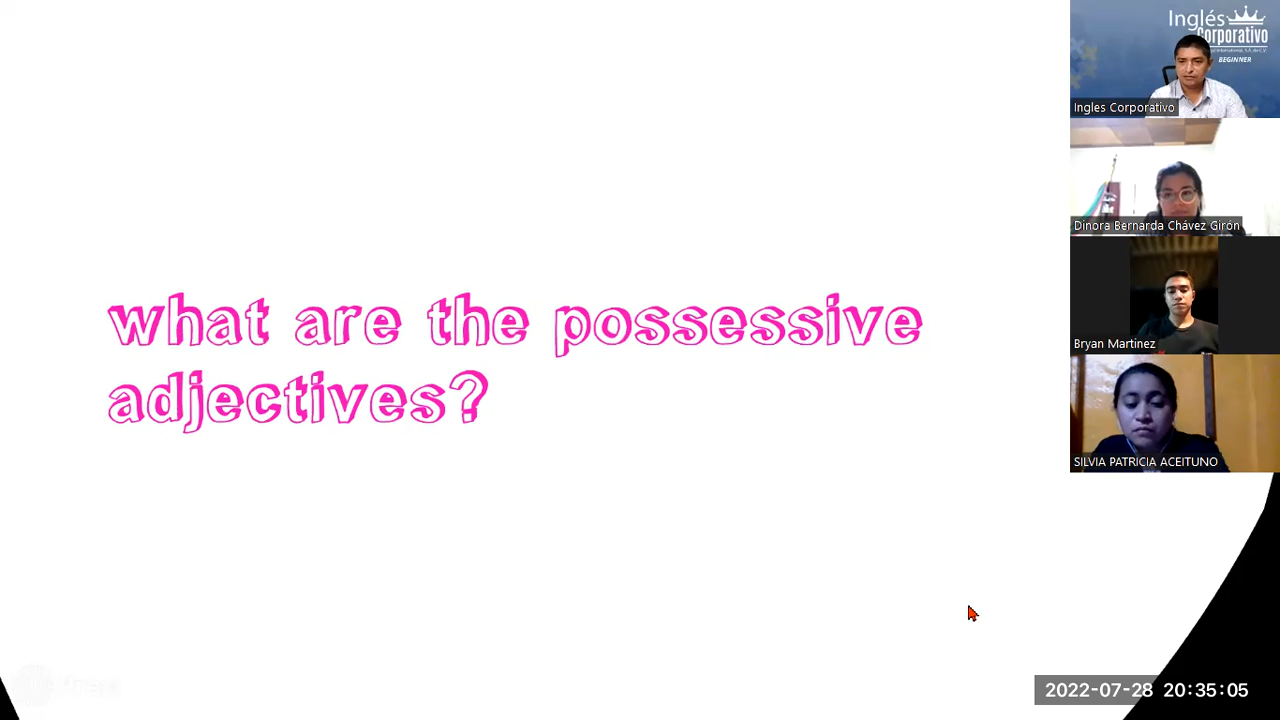 what are the possessive
adjectives?
Inglés
Corporativo
BEGINNER
Ingles Corporativo
Dinora Bernarda Chávez Girón
Bryan Martinez
SILVIA PATRICIA ACEITUNO
2022-07-28 20:35:05